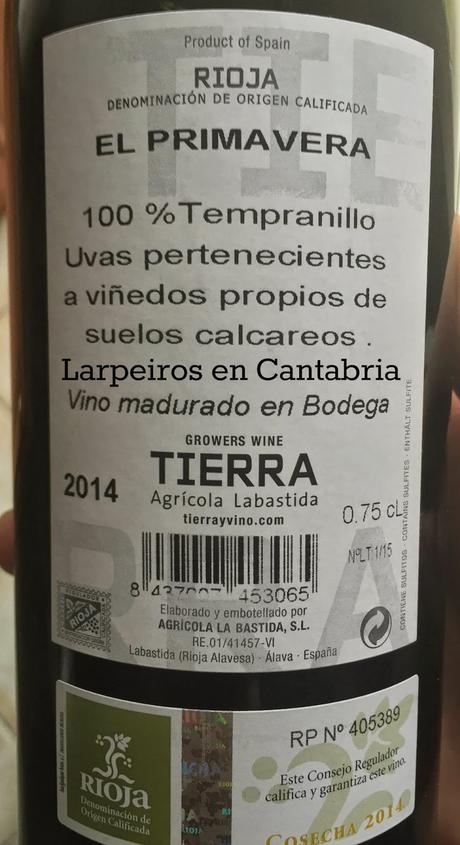 TIE
Product of Spain
RIOJA
DENOMINACIÓN DE ORIGEN CALIFICADA
EL PRIMAVERA
100 % Tempranillo
Uvas pertenecientes
a viñedos propios de
suelos calcareos .
Larpeiros en Cantabria
Vino madurado en Bodega
GROWERS WINE
TIERRA
2014
Agrícola Labastida
tierrayvino.com
0.75 cL
NºLT 1/15
CONTIENE SULFITOS - CONTAINS SULFITES - ENTHÄLT SULFITE
8 453065
RIOJA
Elaborado y embotellado por
AGRÍCOLA LA BASTIDA, S.L.
RE.01/41457-VI
Labastida (Rioja Alavesa) · Álava · España
RIOJA
Denominación de
Origen Calificada
RP Nº 405389
Este Consejo Regulador
califica y garantiza este vino.
COSECHA 2014